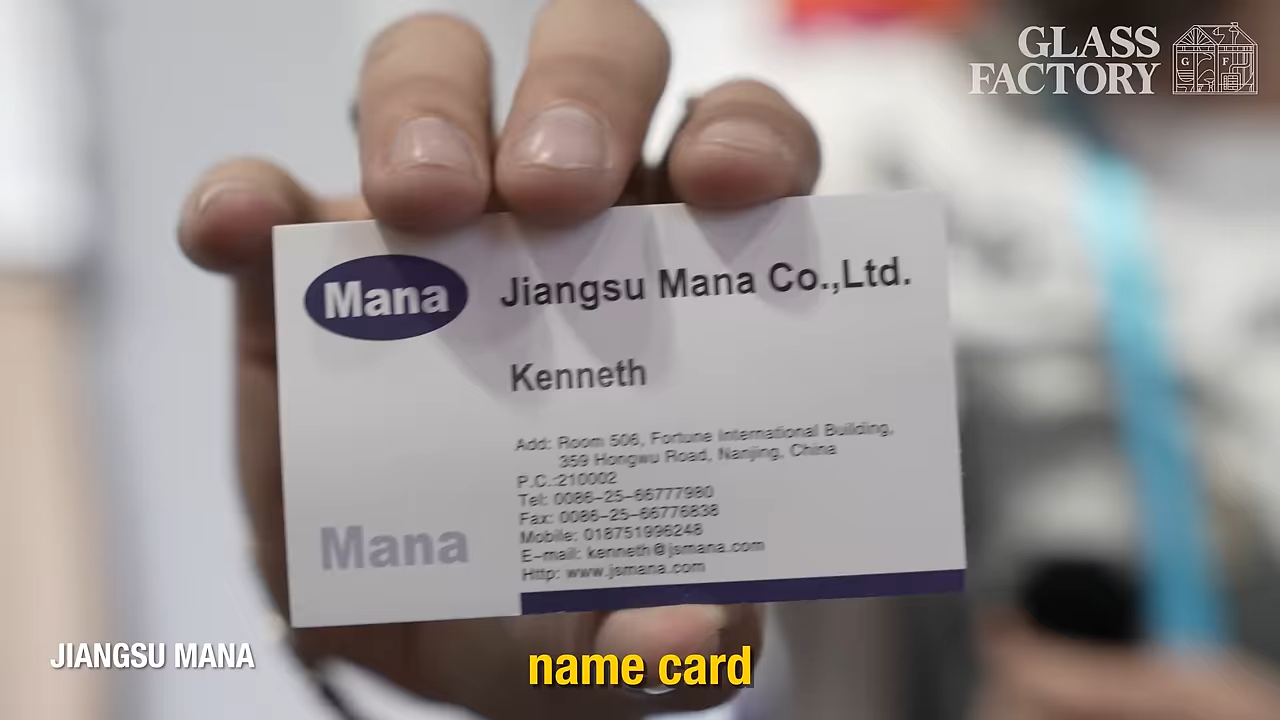 GLASS
FACTORY
G F
Mana
Jiangsu Mana Co.,Ltd.
Kenneth
Add: Room 506, Fortune International Building,
359 Hongwu Road, Nanjing, China
P.C.:210002
Tel: 0086-25-66777980
Fax: 0086-25-66776838
Mobile: 018751996248
E-mail: kenneth@jsmana.com
Http: www.jsmana.com
Mana
JIANGSU MANA
name card